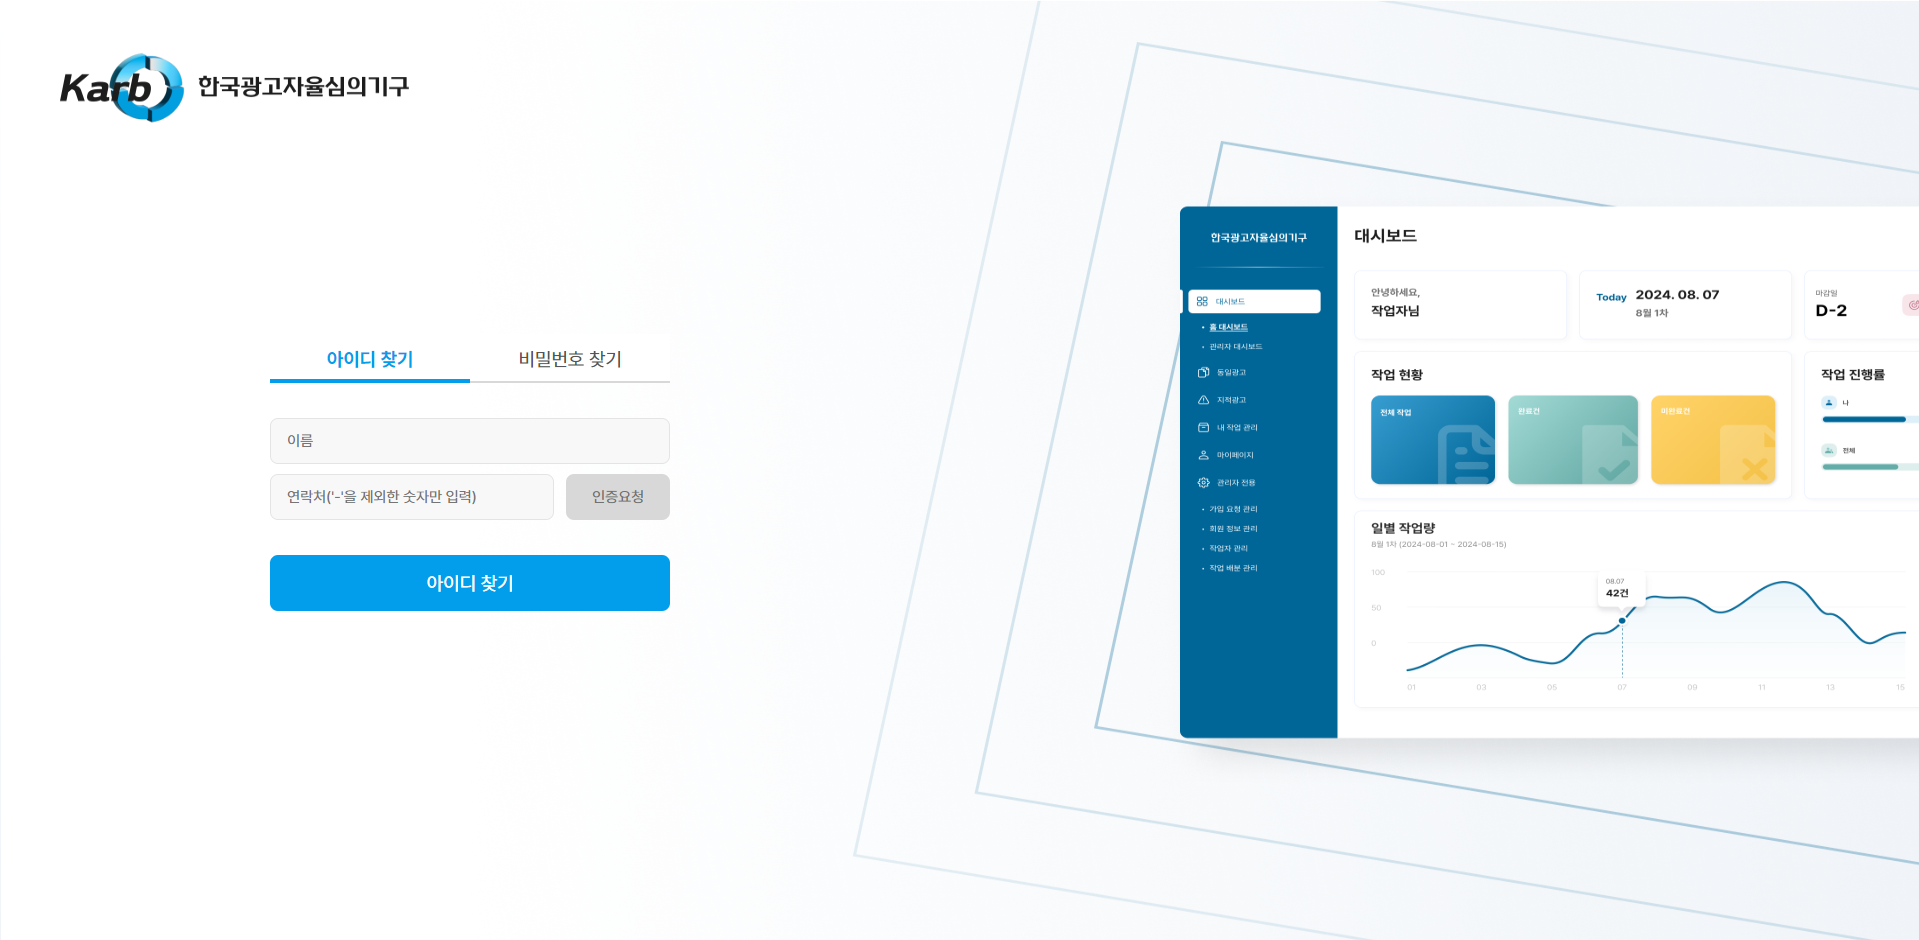 Karb 한국광고자율심의기구
아이디 찾기
비밀번호 찾기
이름
연락처('-'을 제외한 숫자만 입력)
인증요청
아이디 찾기
한국광고자율심의기구
대시보드
홈 대시보드
관리자 대시보드
동일광고
지적광고
내 작업 관리
마이페이지
관리자 전용
가입 요청 관리
회원 정보 관리
작업자 관리
작업 배분 관리
대시보드
안녕하세요,
작업자님
Today 2024. 08. 07
8월 1차
마감일
D-2
작업 현황
전체 작업
완료건
미완료건
작업 진행률
나
전체
일별 작업량
8월 1차 (2024-08-01 ~ 2024-08-15)
100
50
0
08.07
42건
01 03 05 07 09 11 13 15